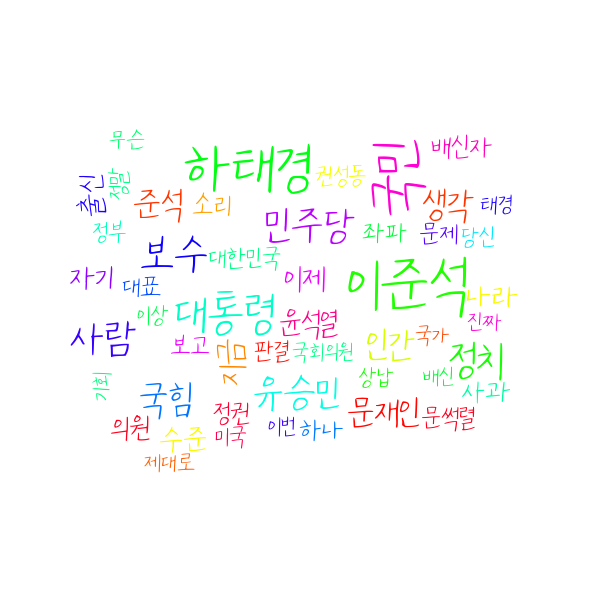 무슨
하태경
국민
배신자
권성동
출신
정말
준석
소리
생각
태경
민주당
정부
좌파
문제
당신
보수
대한민국
자기
대표
이제
이준석
나라
이상
대통령
윤석열
진짜
사람
보고
지금
판결
국회의원
인간
국가
정치
기회
국힘
유승민
상납
배신
사과
의원
수준
정권
미국
이번
하나
문재인
문썩렬
제대로